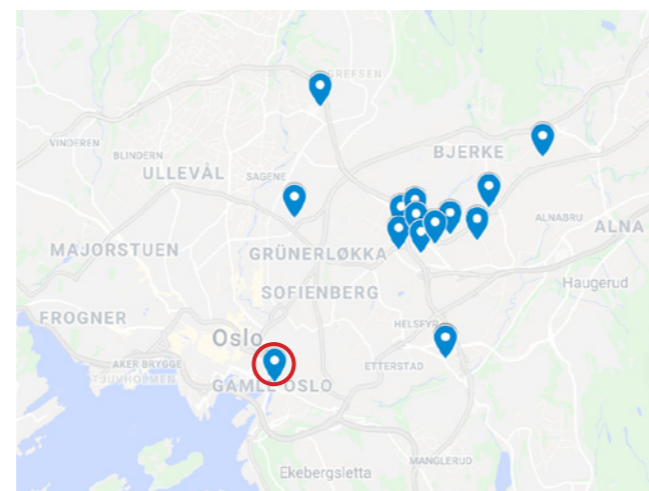 GREFSEN
VINDEREN
BLINDERN
BJERKE
ULLEVÅL
SAGENE
ALNABRU
ALNA
MAJORSTUEN
GRÜNERLØKKA
Haugerud
SOFIENBERG
FROGNER
HELSFYR
Oslo
AKER BRYGGE
ETTERSTAD
TJUVHOLMEN
GAMLE OSLO
MANGLERUD
Ekebergsletta